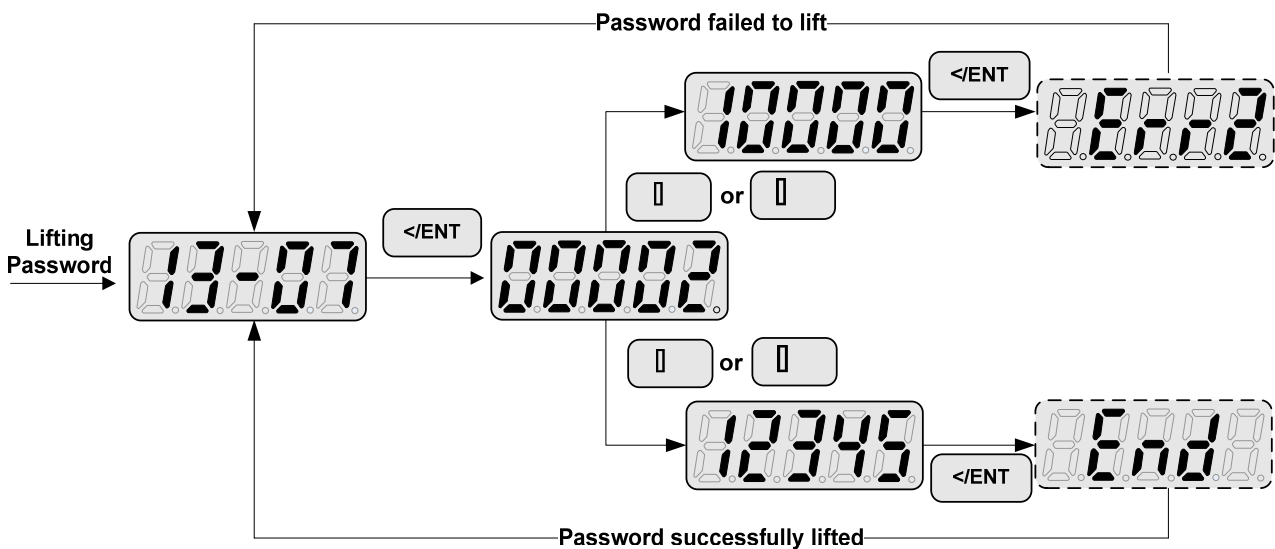 Password failed to lift
</ENT
10000
Err2
or
Lifting
Password
13-07
</ENT
00002
or
12345
</ENT
End
Password successfully lifted